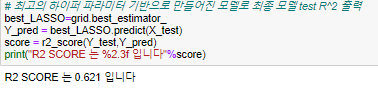 # 최고의 하이퍼 파라미터 기반으로 만들어진 모델로 최종 모델 test R^2 출력
best_LASSO=grid.best_estimator_
Y_pred = best_LASSO.predict(X_test)
score = r2_score(Y_test,Y_pred)
print("R2 SCORE 는 %2.3f 입니다"%score)
R2 SCORE 는 0.621 입니다